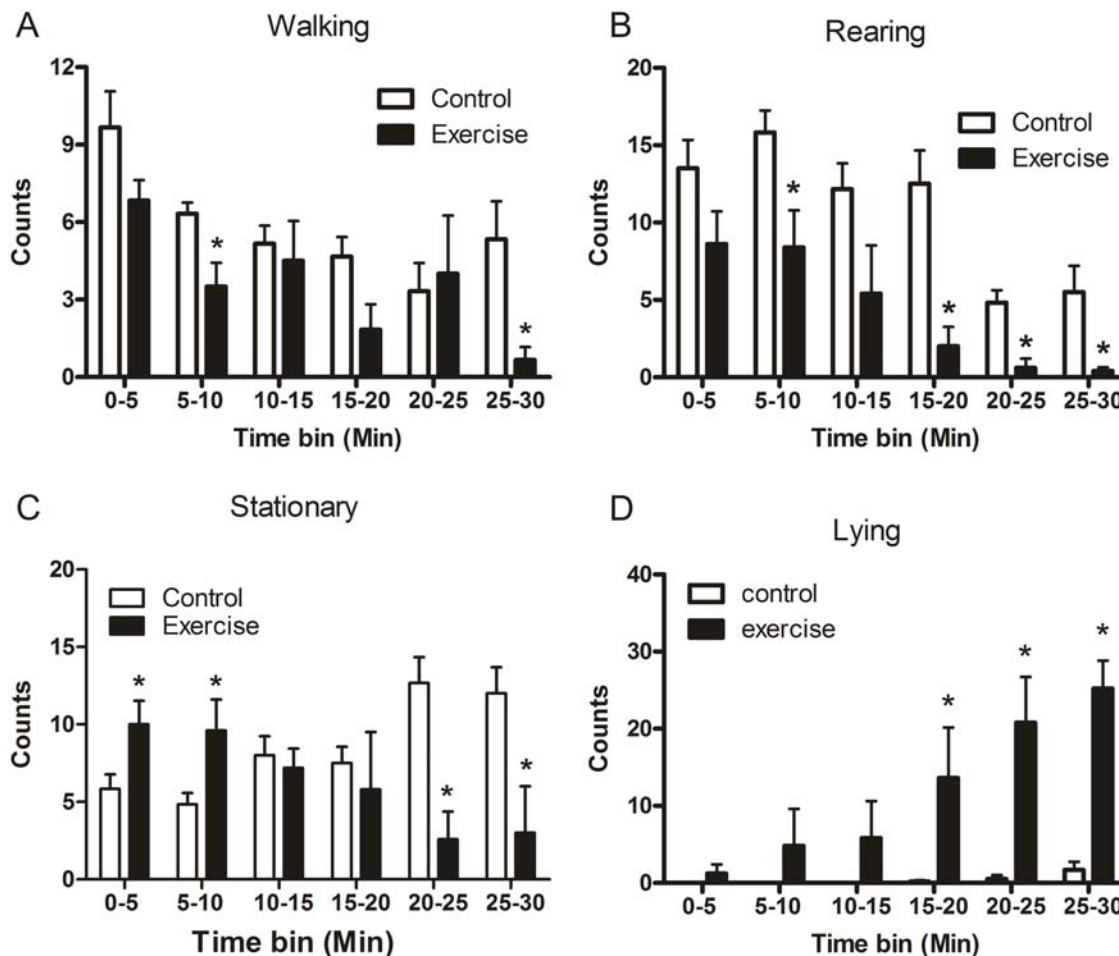 A
Walking
12
9
6
3
0
Counts
Control
Exercise
*
*
0-5 5-10 10-15 15-20 20-25 25-30
Time bin (Min)
B
Rearing
20
15
10
5
0
Counts
Control
Exercise
*
*
*
*
0-5 5-10 10-15 15-20 20-25 25-30
Time bin (Min)
C
Stationary
20
15
10
5
0
Counts
Control
Exercise
* *
* *
0-5 5-10 10-15 15-20 20-25 25-30
Time bin (Min)
D
Lying
40
30
20
10
0
Counts
control
exercise
*
*
*
0-5 5-10 10-15 15-20 20-25 25-30
Time bin (Min)